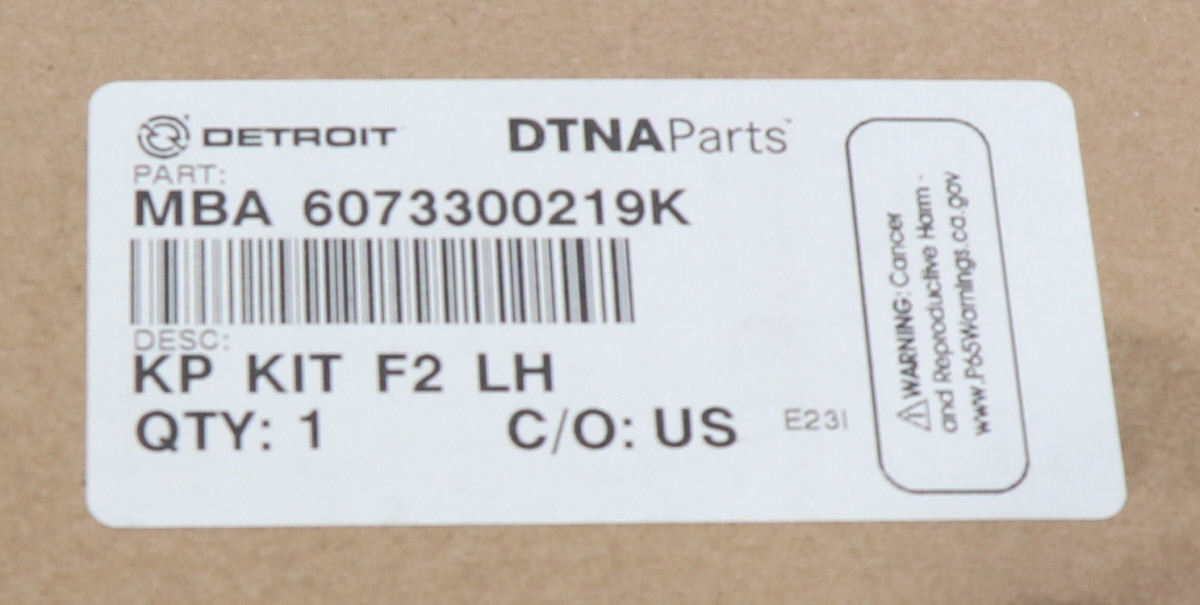 DETROIT DTNAParts
PART:
MBA 6073300219K
DESC:
KP KIT F2 LH
QTY: 1 C/O: US E23I
⚠WARNING: Cancer
and Reproductive Harm -
www.P65Warnings.ca.gov